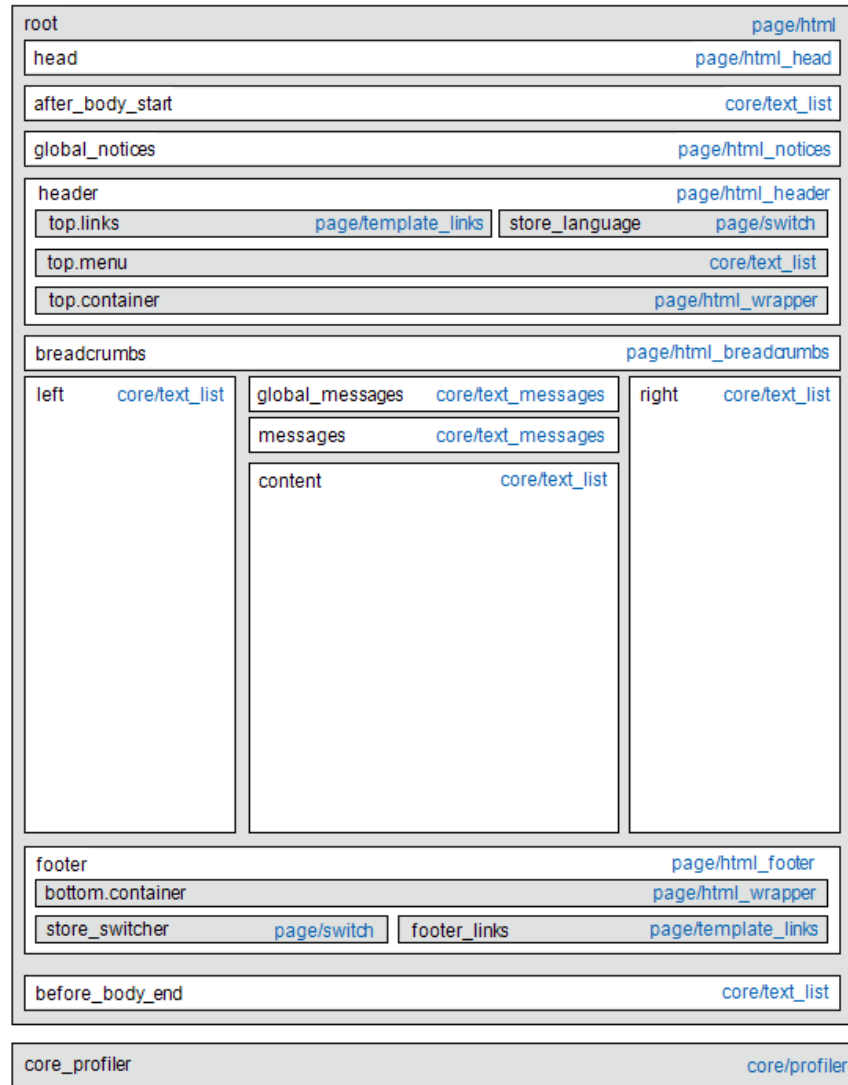 root page/html
head page/html_head
after_body_start core/text_list
global_notices page/html_notices
header page/html_header
top.links page/template_links store_language page/switch
top.menu core/text_list
top.container page/html_wrapper
breadcrumbs page/html_breadcrumbs
left core/text_list global_messages core/text_messages right core/text_list
messages core/text_messages
content core/text_list
footer page/html_footer
bottom.container page/html_wrapper
store_switcher page/switch footer_links page/template_links
before_body_end core/text_list
core_profiler core/profiler